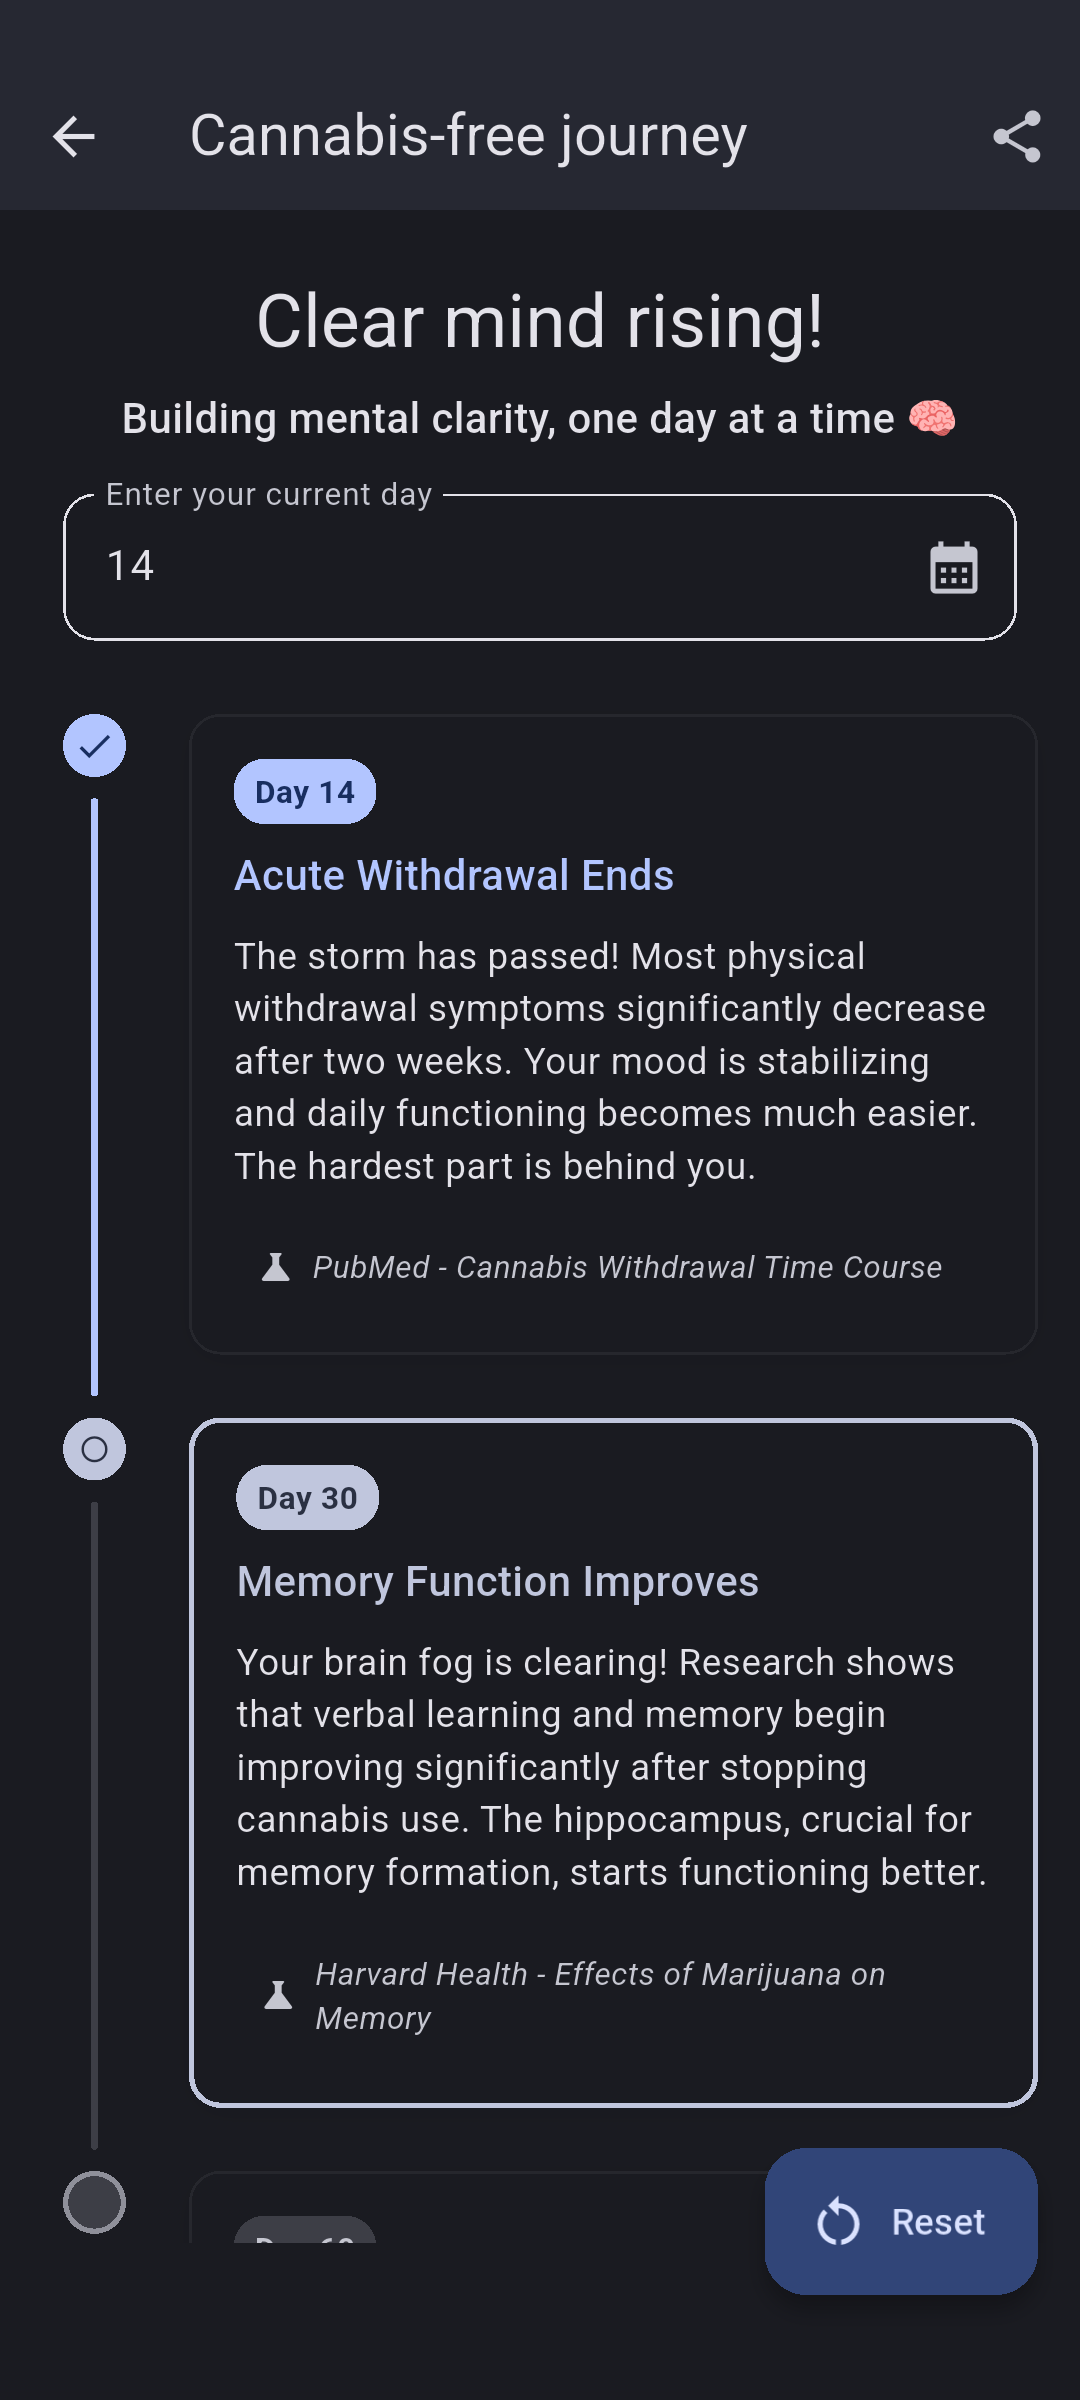 Cannabis-free journey
Clear mind rising!
Building mental clarity, one day at a time 🧠
Enter your current day
14
Day 14
Acute Withdrawal Ends
The storm has passed! Most physical
withdrawal symptoms significantly decrease
after two weeks. Your mood is stabilizing
and daily functioning becomes much easier.
The hardest part is behind you.
PubMed - Cannabis Withdrawal Time Course
Day 30
Memory Function Improves
Your brain fog is clearing! Research shows
that verbal learning and memory begin
improving significantly after stopping
cannabis use. The hippocampus, crucial for
memory formation, starts functioning better.
Harvard Health - Effects of Marijuana on
Memory
Day
Reset